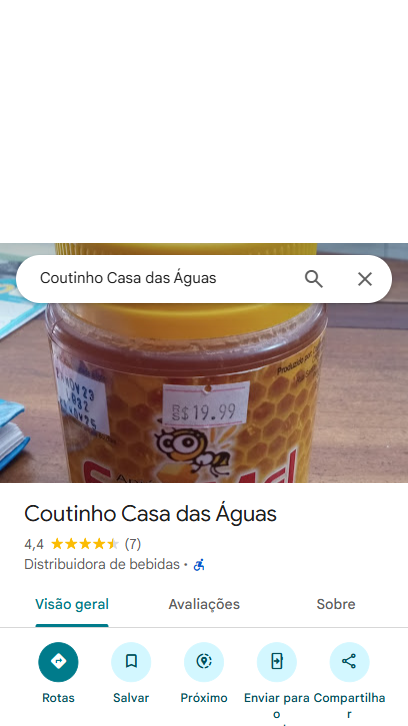 Coutinho Casa das Águas
Produzido por
NOV 23
R$19.99
Coutinho Casa das Águas
4,4 (7)
Distribuidora de bebidas •
Visão geral Avaliações Sobre
Rotas Salvar Próximo Enviar para o Compartilhar